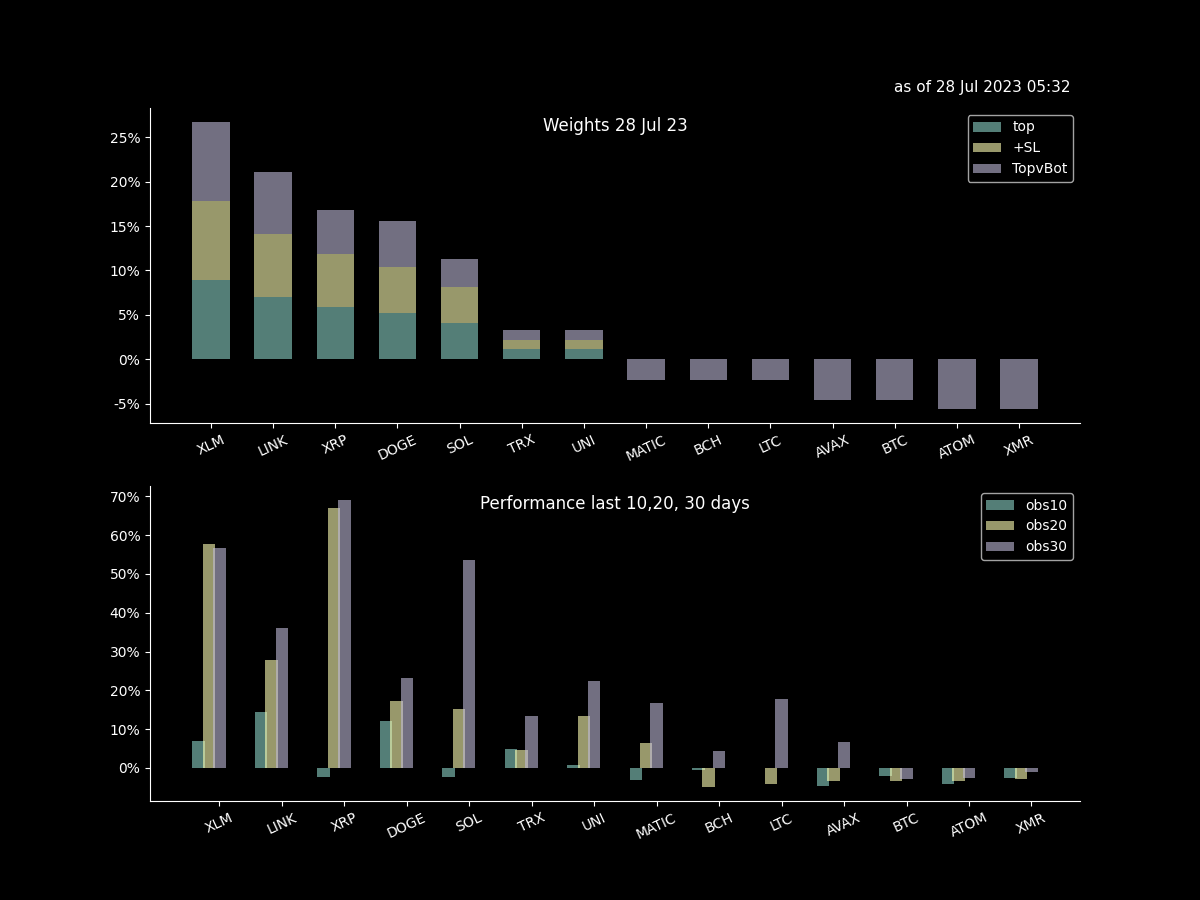 as of 28 Jul 2023 05:32
Weights 28 Jul 23
top
+SL
TopvBot
25%
20%
15%
10%
5%
0%
-5%
XLM LINK XRP DOGE SOL TRX UNI MATIC BCH LTC AVAX BTC ATOM XMR
Performance last 10,20, 30 days
obs10
obs20
obs30
70%
60%
50%
40%
30%
20%
10%
0%
XLM LINK XRP DOGE SOL TRX UNI MATIC BCH LTC AVAX BTC ATOM XMR